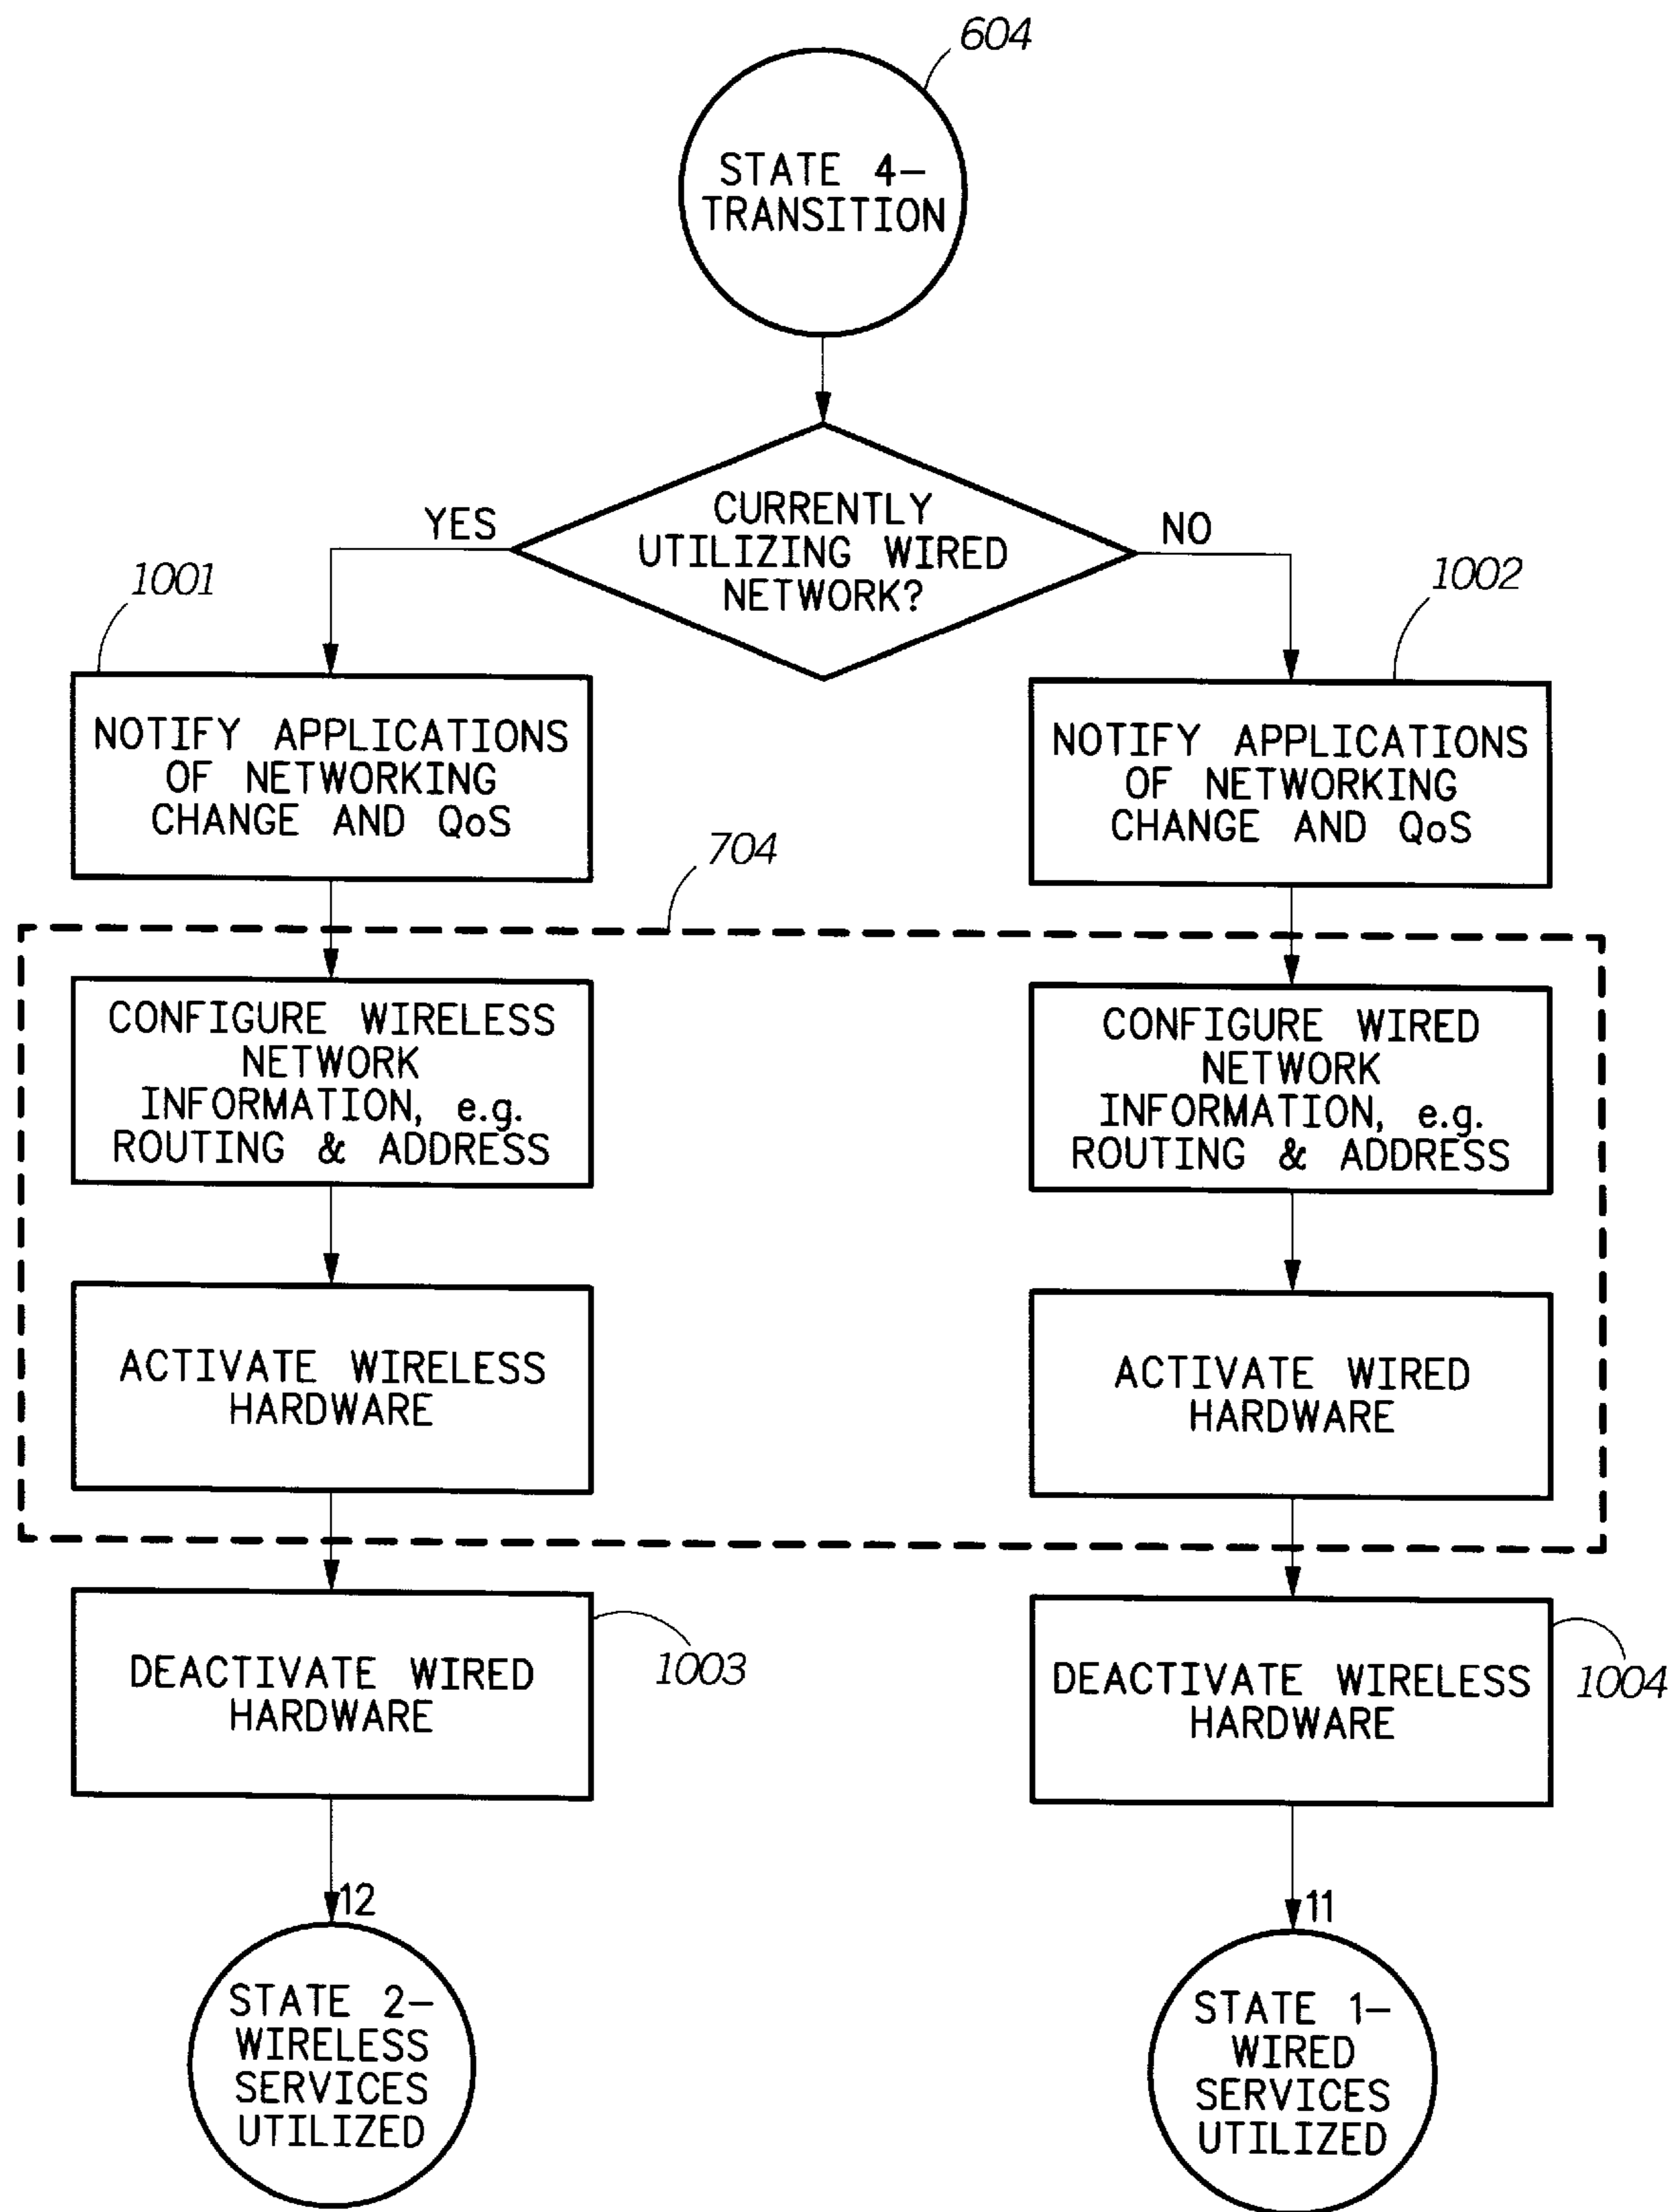 604
STATE 4-
TRANSITION
CURRENTLY
UTILIZING WIRED
NETWORK?
YES
NO
1001
1002
NOTIFY APPLICATIONS
OF NETWORKING
CHANGE AND QoS
NOTIFY APPLICATIONS
OF NETWORKING
CHANGE AND QoS
704
CONFIGURE WIRELESS
NETWORK
INFORMATION, e.g.
ROUTING & ADDRESS
CONFIGURE WIRED
NETWORK
INFORMATION, e.g.
ROUTING & ADDRESS
ACTIVATE WIRELESS
HARDWARE
ACTIVATE WIRED
HARDWARE
DEACTIVATE WIRED
HARDWARE
1003
DEACTIVATE WIRELESS
HARDWARE
1004
12
11
STATE 2-
WIRELESS
SERVICES
UTILIZED
STATE 1-
WIRED
SERVICES
UTILIZED